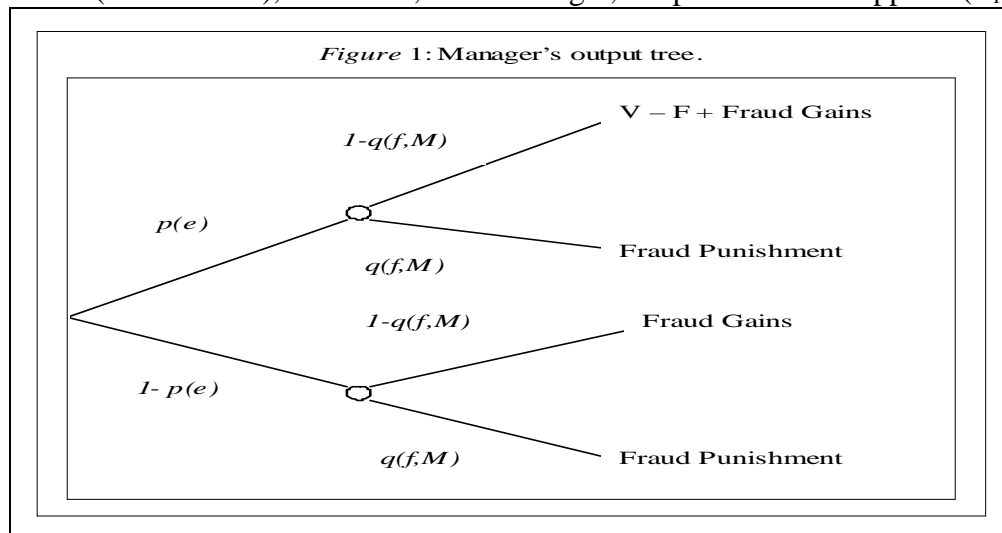 Figure 1: Manager's output tree.
V – F + Fraud Gains
1-q(f,M)
p(e)
Fraud Punishment
q(f,M)
1-q(f,M)
Fraud Gains
1- p(e)
q(f,M)
Fraud Punishment